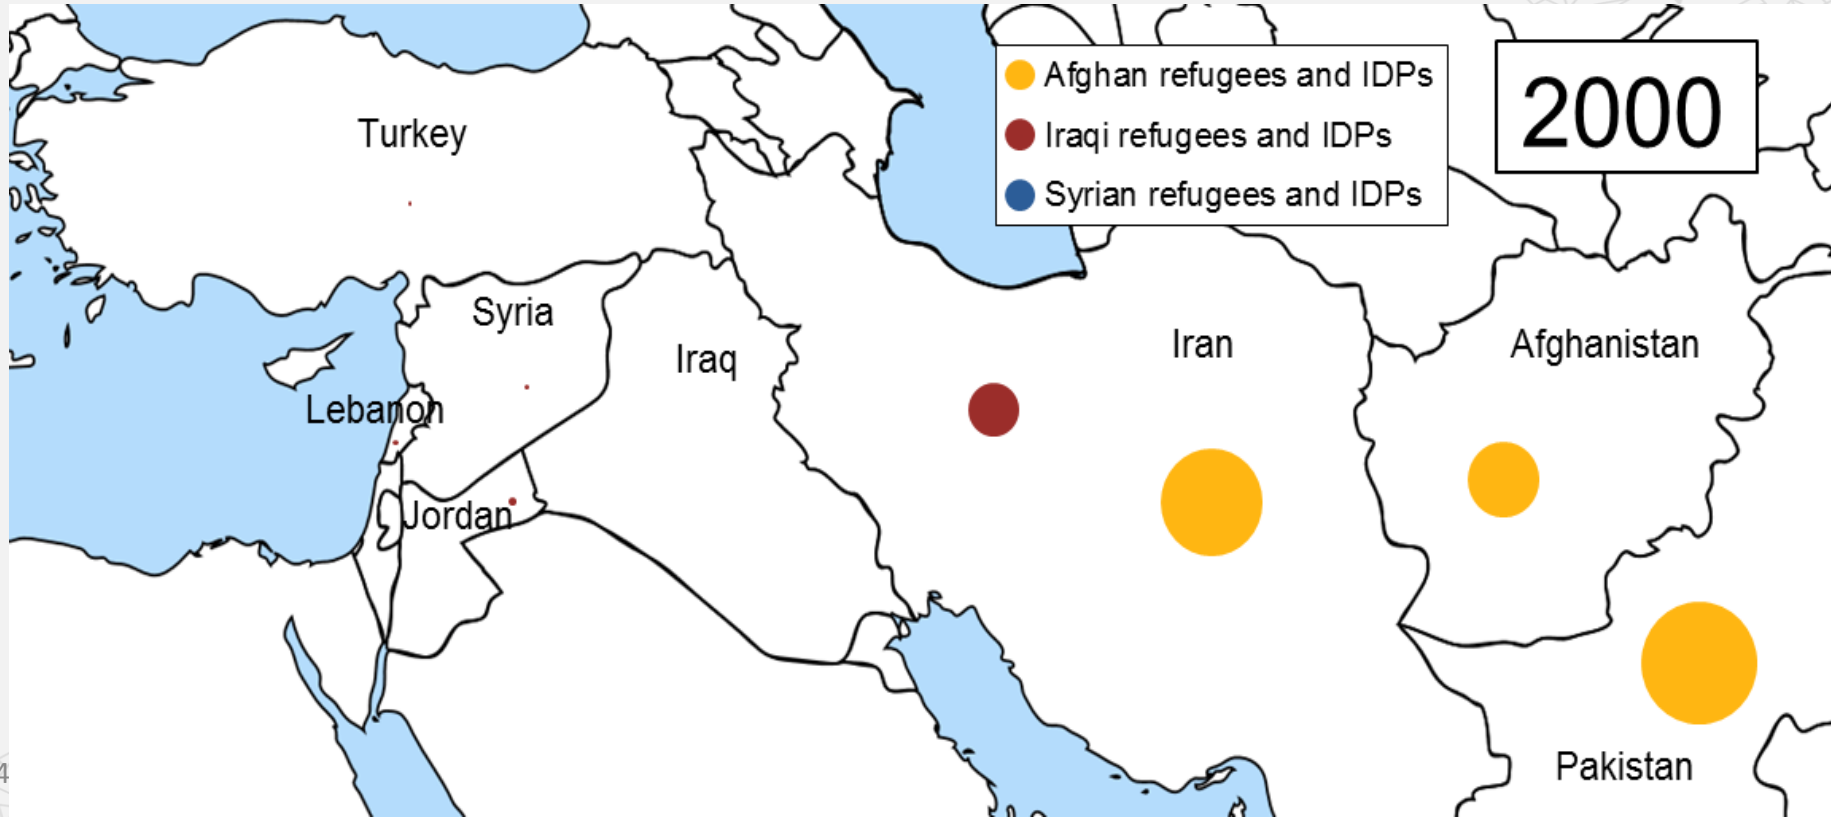 Afghan refugees and IDPs
Iraqi refugees and IDPs
Syrian refugees and IDPs
2000
Turkey
Syria
Iraq
Iran
Afghanistan
Lebanon
Jordan
Pakistan
4